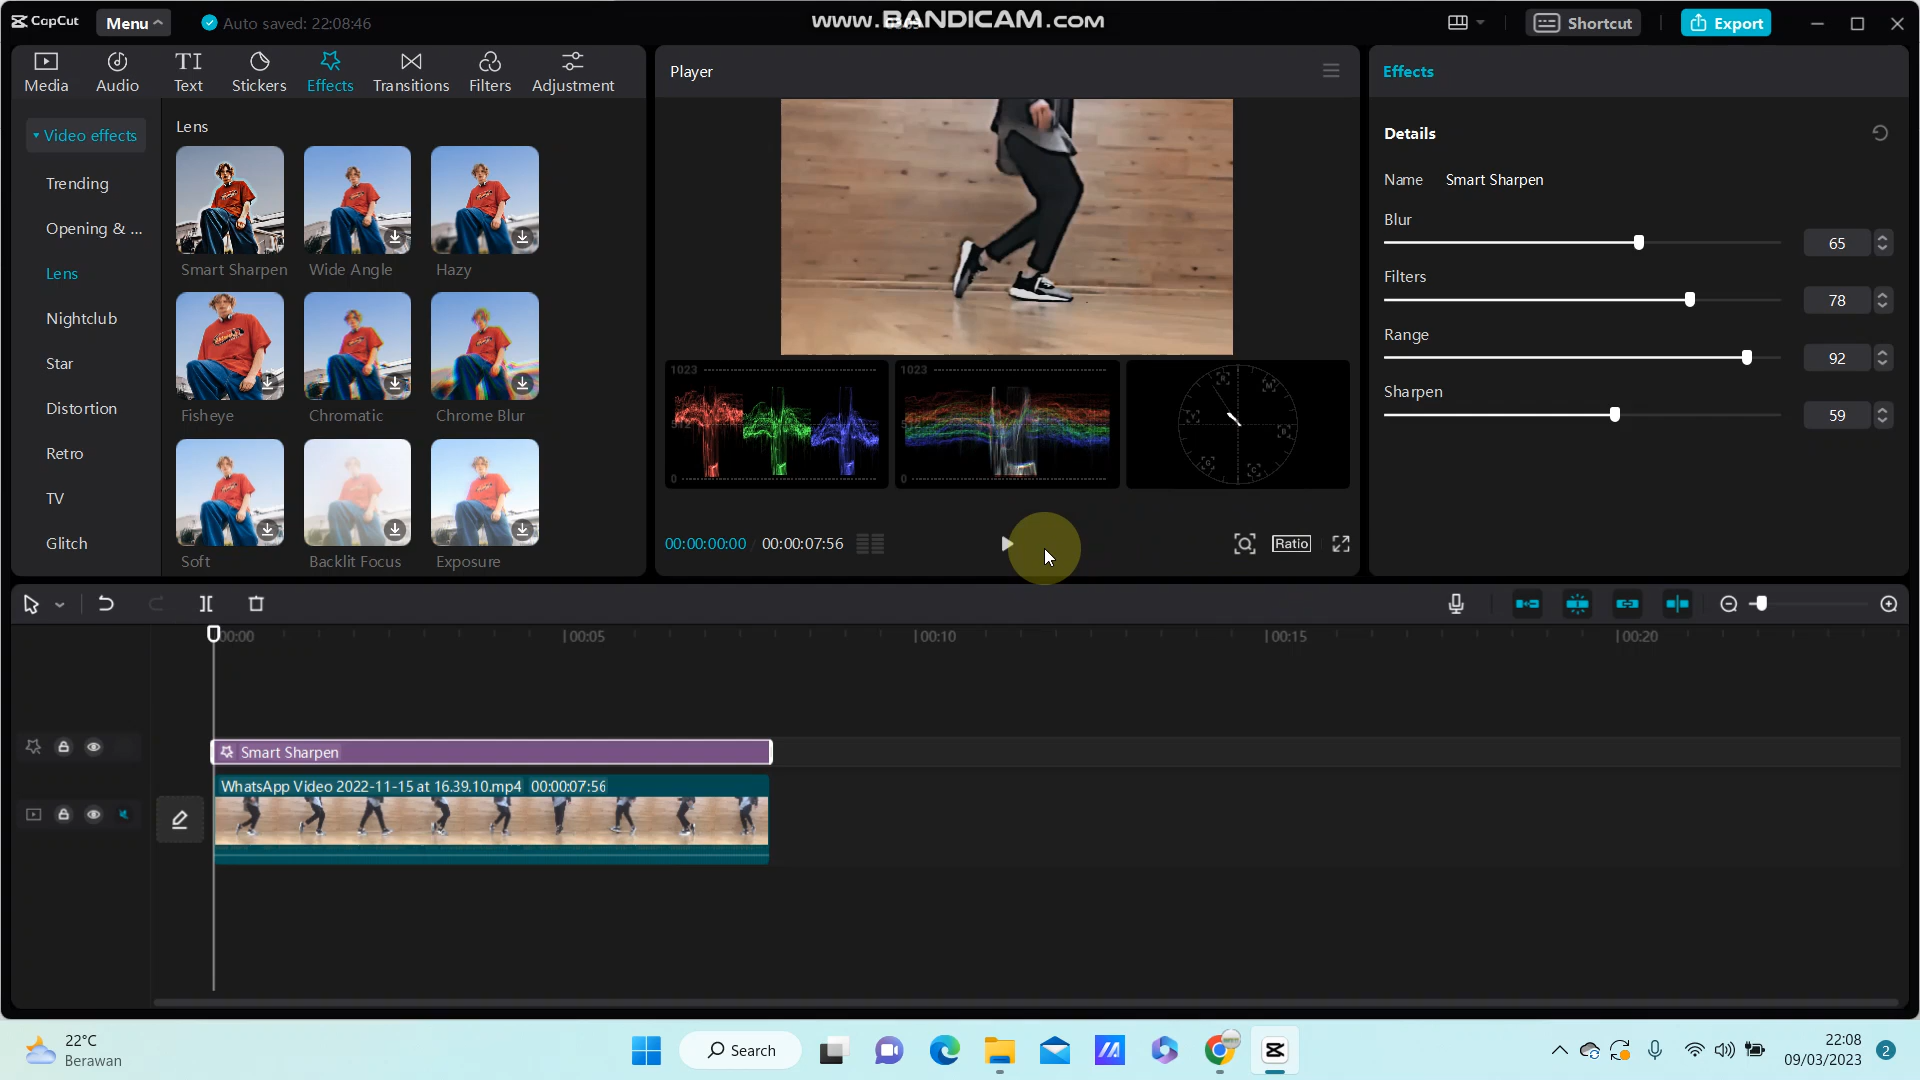 CapCut
Menu
Auto saved: 22:08:46
www.BANDICAM.com
Shortcut
Export
Media
Audio
Text
Stickers
Effects
Transitions
Filters
Adjustment
Player
Effects
Video effects
Trending
Opening & ...
Lens
Nightclub
Star
Distortion
Retro
TV
Glitch
Lens
Smart Sharpen
Wide Angle
Hazy
Fisheye
Chromatic
Chrome Blur
Soft
Backlit Focus
Exposure
1023
0
1023
0
00:00:00:00
00:00:07:56
Ratio
Details
Name Smart Sharpen
Blur
65
Filters
78
Range
92
Sharpen
59
00:00
00:05
00:10
00:15
00:20
Smart Sharpen
WhatsApp Video 2022-11-15 at 16.39.10.mp4 00:00:07:56
22°C
Berawan
Search
22:08
09/03/2023
2